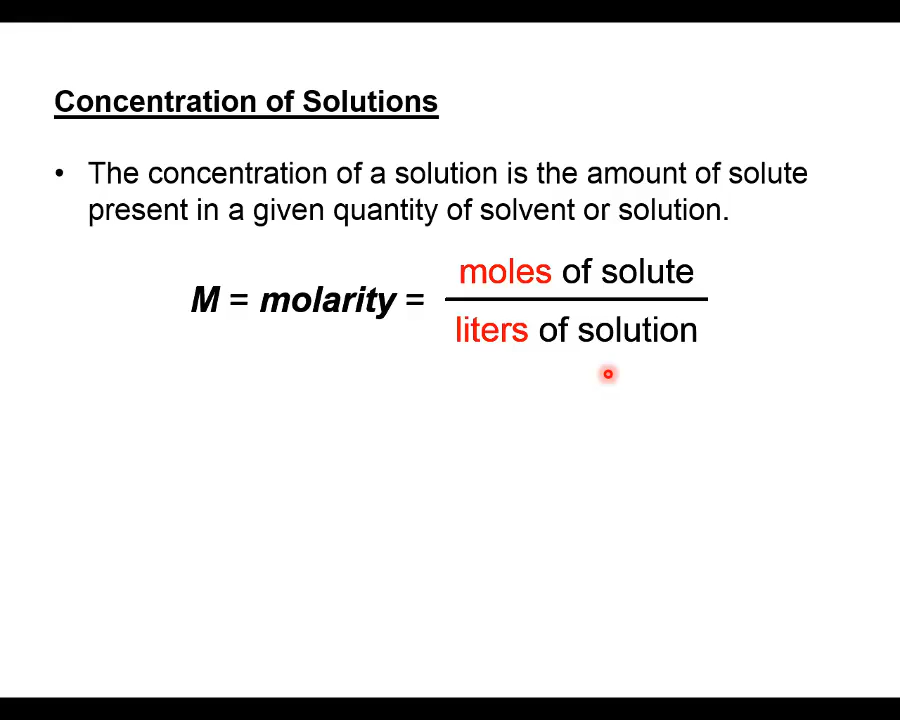 Concentration of Solutions
• The concentration of a solution is the amount of solute
present in a given quantity of solvent or solution.
M = molarity = moles of solute
liters of solution